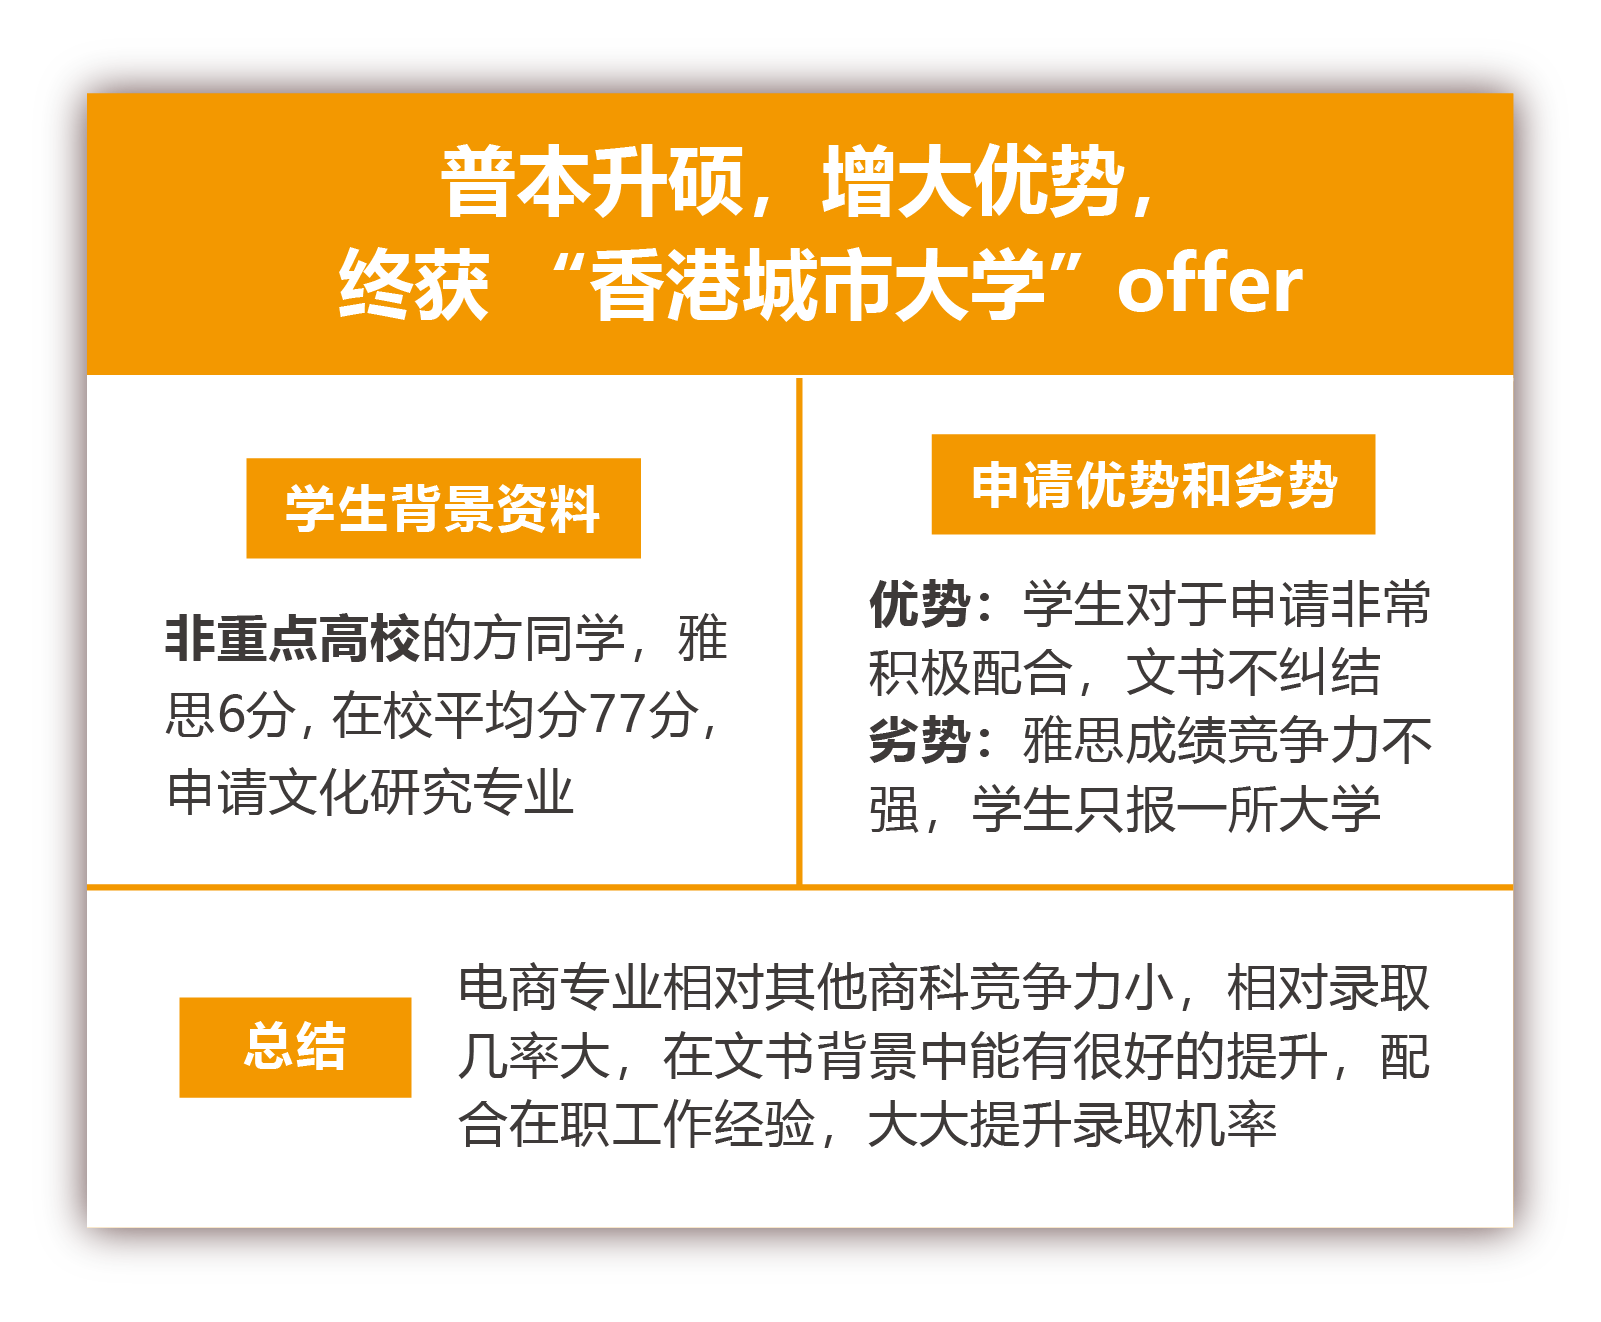 普本升硕，增大优势，
终获 “香港城市大学”offer
学生背景资料
非重点高校的方同学，雅
思6分，在校平均分77分，
申请文化研究专业
申请优势和劣势
优势：学生对于申请非常
积极配合，文书不纠结
劣势：雅思成绩竞争力不
强，学生只报一所大学
总结
电商专业相对其他商科竞争力小，相对录取
几率大，在文书背景中能有很好的提升，配
合在职工作经验，大大提升录取机率